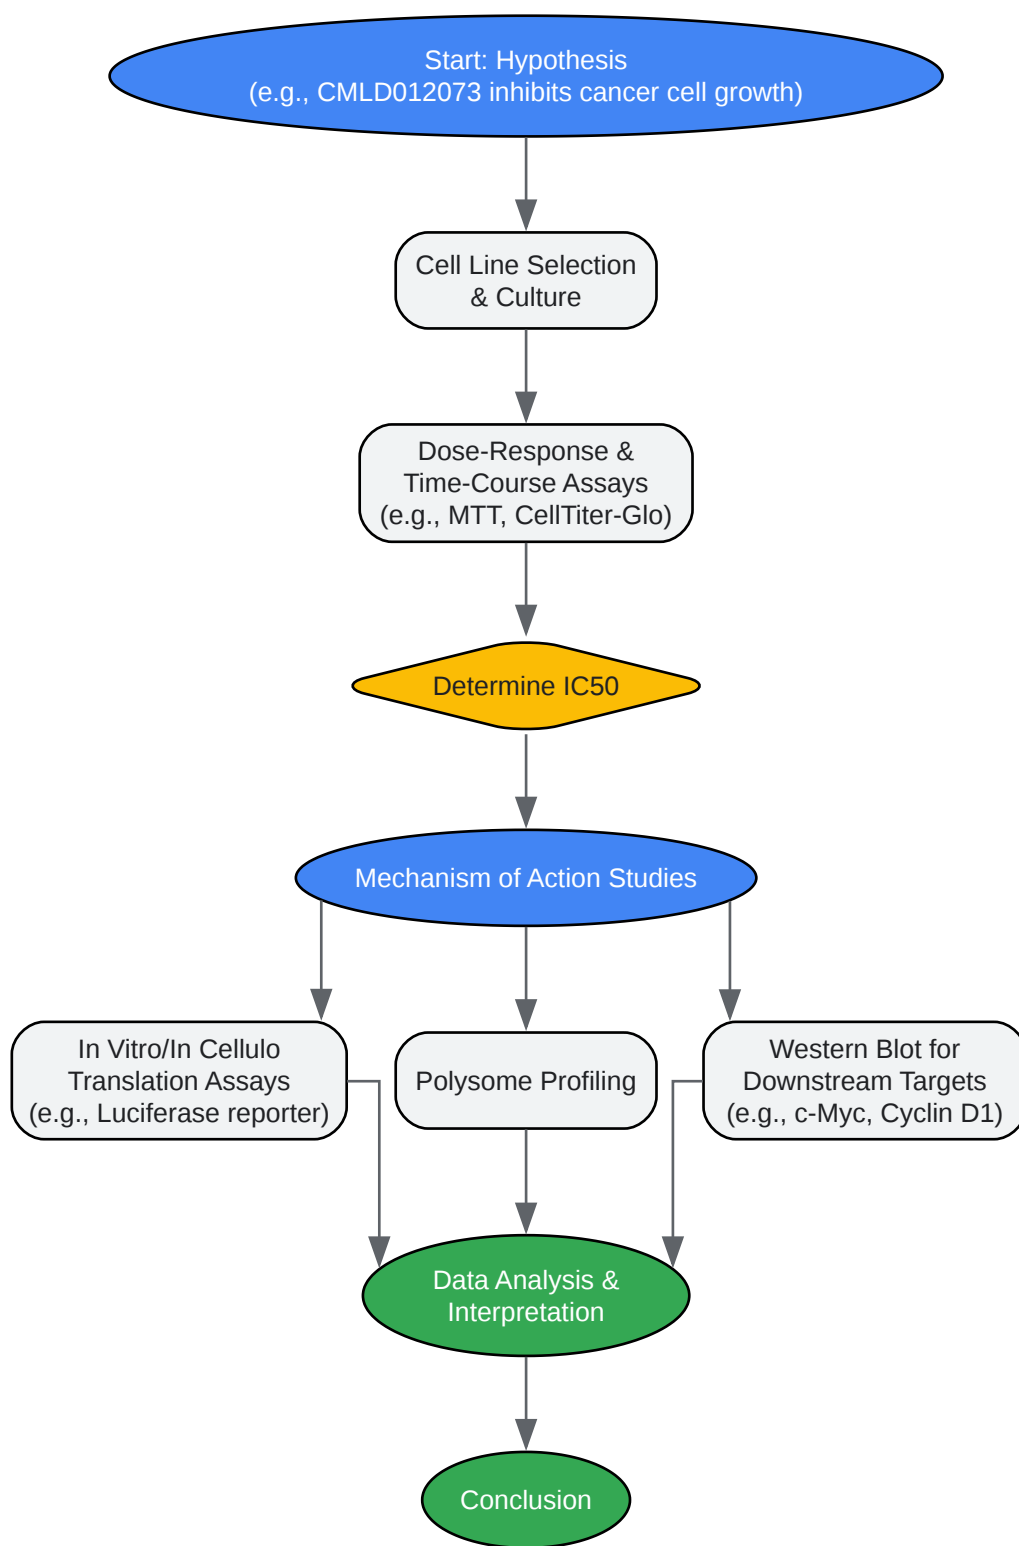 Start: Hypothesis
(e.g., CMLD012073 inhibits cancer cell growth)
Cell Line Selection
& Culture
Dose-Response &
Time-Course Assays
(e.g., MTT, CellTiter-Glo)
Determine IC50
Mechanism of Action Studies
In Vitro/In Cellulo
Translation Assays
(e.g., Luciferase reporter)
Polysome Profiling
Western Blot for
Downstream Targets
(e.g., c-Myc, Cyclin D1)
Data Analysis &
Interpretation
Conclusion